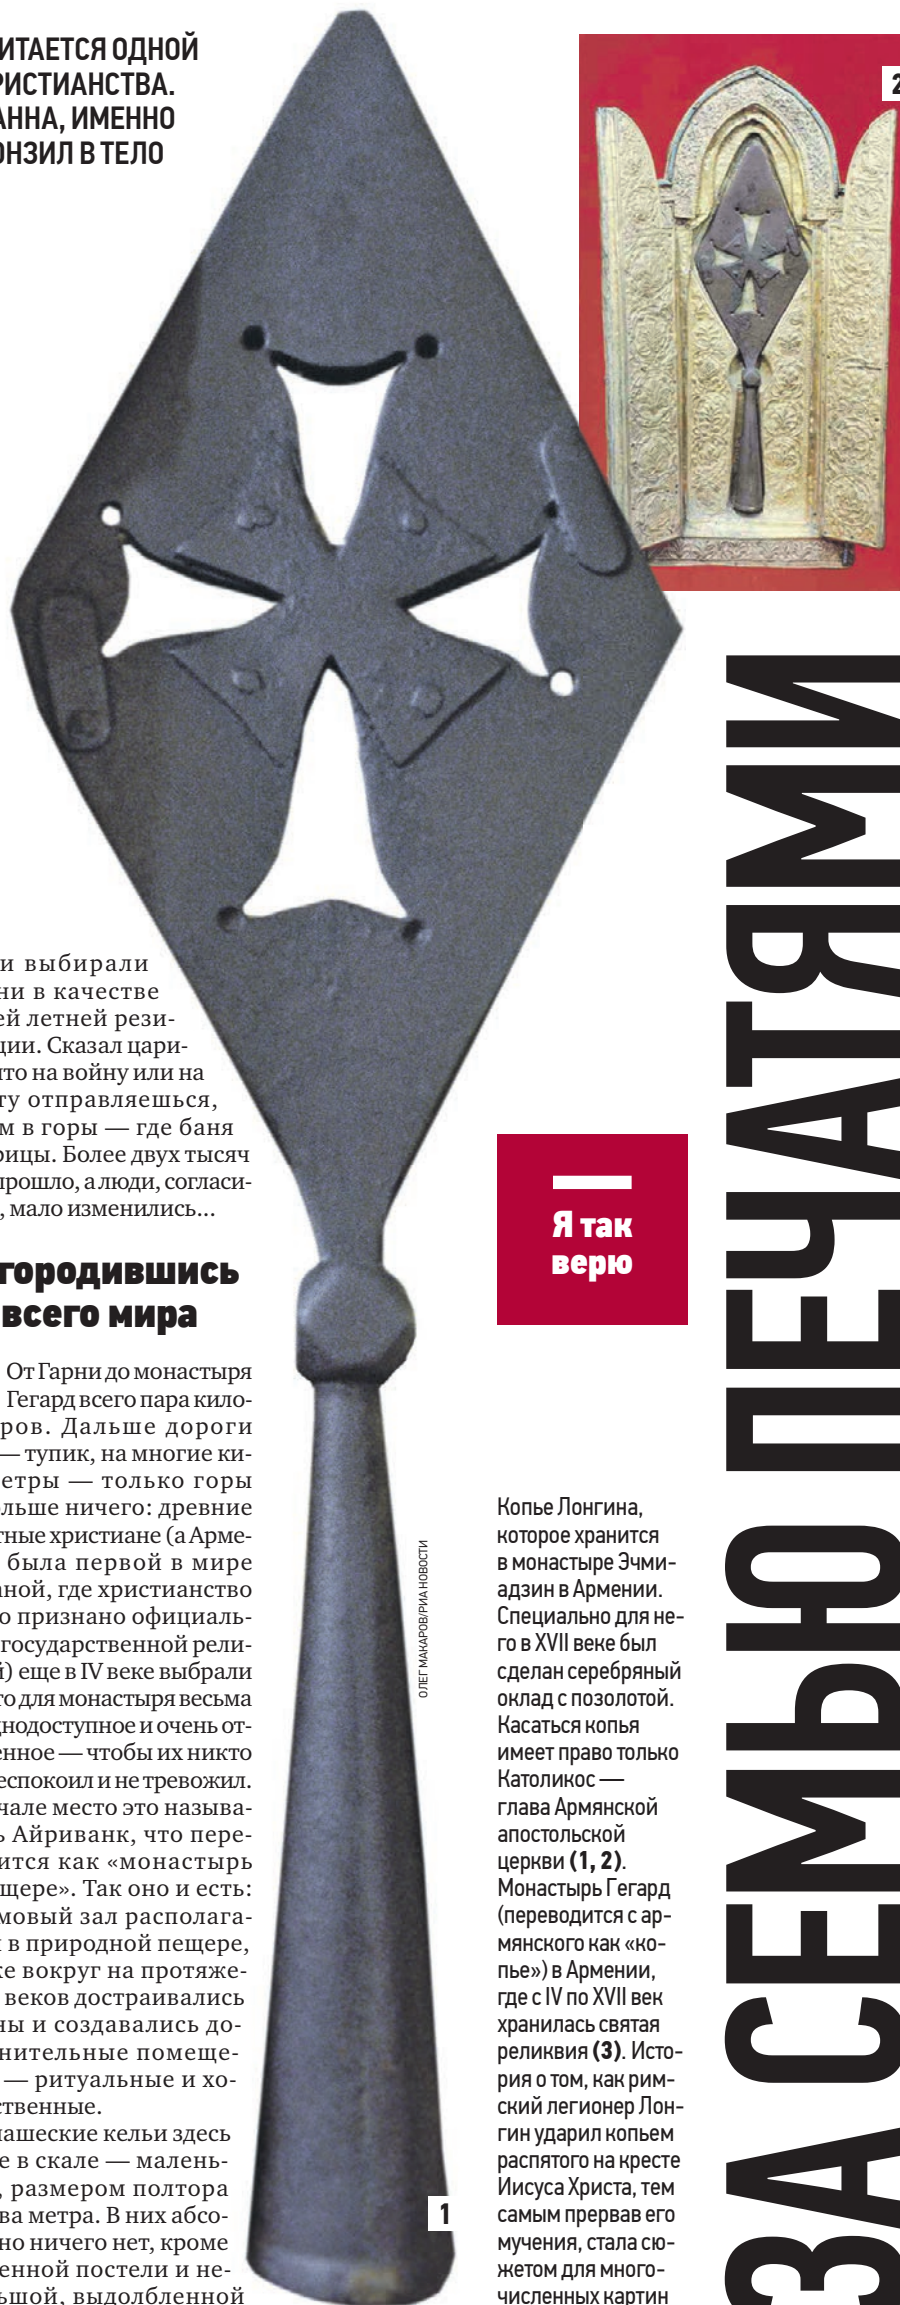 ИТАЕТСЯ ОДНОЙ
РИСТИАНСТВА.
АННА, ИМЕННО
ОНЗИЛ В ТЕЛО
2
и выбирали
ни в качестве
ей летней рези-
ции. Сказал цари-
что на войну или на
ту отправляешься,
м в горы — где баня
рицы. Более двух тысяч
прошло, а люди, согласи-
, мало изменились...
городившись
всего мира
От Гарни до монастыря
Гегард всего пара кило-
ров. Дальше дороги
— тупик, на многие ки-
етры — только горы
ольше ничего: древние
тные христиане (а Арме-
была первой в мире
аной, где христианство
о признано официаль-
государственной рели-
й) еще в IV веке выбрали
то для монастыря весьма
днодоступное и очень от-
енное — чтобы их никто
еспокоил и не тревожил.
чале место это называ-
ь Айриванк, что пере-
ится как «монастырь
щере». Так оно и есть:
мовый зал располага-
в природной пещере,
же вокруг на протяже-
веков достраивались
ны и создавались до-
нительные помеще-
— ритуальные и хо-
ственные.
ашеские кельи здесь
е в скале — малень-
, размером полтора
ва метра. В них абсо-
но ничего нет, кроме
енной постели и не-
ьшой, выдолбленной
ОЛЕГ МАКАРОВ/РИА НОВОСТИ
1
Я так
верю
Копье Лонгина,
которое хранится
в монастыре Эчми-
адзин в Армении.
Специально для не-
го в XVII веке был
сделан серебряный
оклад с позолотой.
Касаться копья
имеет право только
Католикос —
глава Армянской
апостольской
церкви (1, 2).
Монастырь Гегард
(переводится с ар-
мянского как «ко-
пье») в Армении,
где с IV по XVII век
хранилась святая
реликвия (3). Исто-
рия о том, как рим-
ский легионер Лон-
гин ударил копьем
распятого на кресте
Иисуса Христа, тем
самым прервав его
мучения, стала сю-
жетом для много-
численных картин
ЗА СЕМЬЮ ПЕЧАТЯМИ